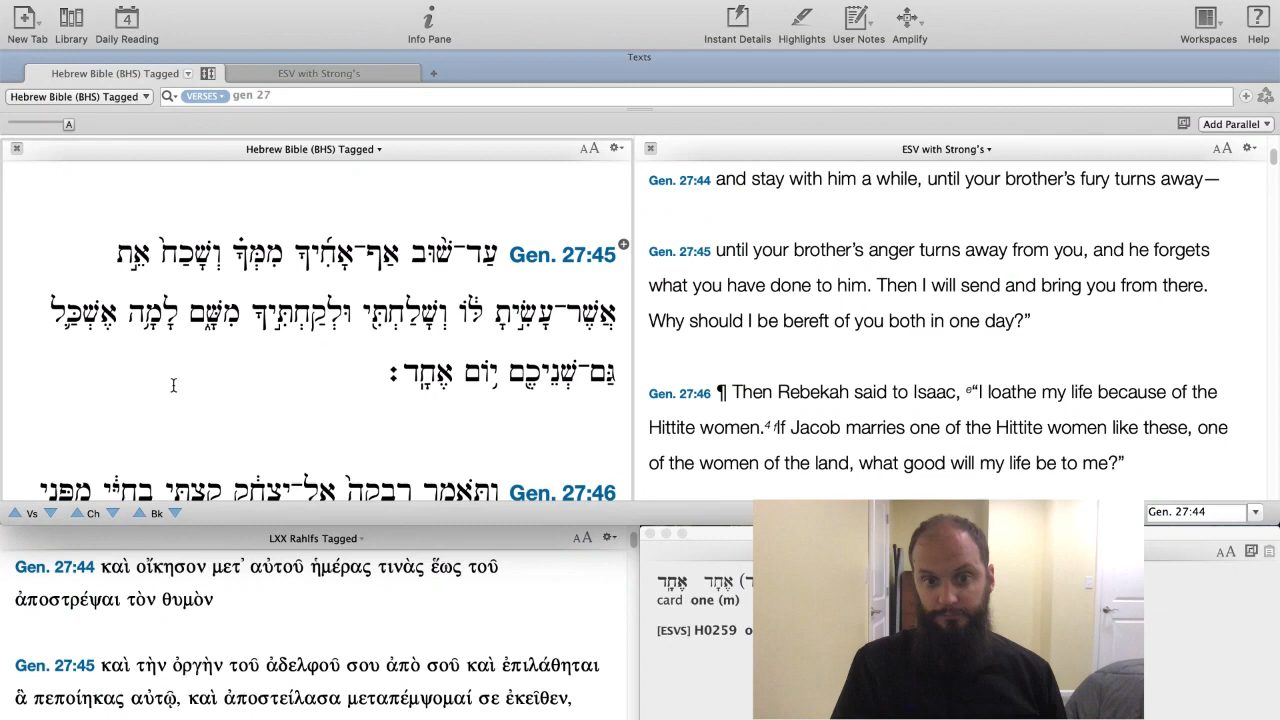 New Tab Library Daily Reading Info Pane Instant Details Highlights User Notes Amplify Workspaces Help
Texts
Hebrew Bible (BHS) Tagged ESV with Strong's
Hebrew Bible (BHS) Tagged VERSES gen 27
A Add Parallel
Hebrew Bible (BHS) Tagged AA
Gen. 27:45 עַד־שׁ֨וּב אַף־אָחִ֜יךָ מִמְּךָ֗ וְשָׁכַח֙ אֵ֣ת
אֲשֶׁר־עָשִׂ֣יתָ לּ֔וֹ וְשָׁלַחְתִּ֖י וּלְקַחְתִּ֣יךְ מִשָּׁ֑ם לָמָ֥ה אֶשְׁכַּ֛ל
גַּם־שְׁנֵיכֶ֖ם י֥וֹם אֶחָֽד׃
Gen. 27:46 וַתֹּ֤אמֶר רִבְקָה֙ אֶל־יִצְחָ֔ק קַ֣צְתִּי בְחַיַּ֔י מִפְּנֵ֖י
Vs Ch Bk
ESV with Strong's AA
Gen. 27:44 and stay with him a while, until your brother's fury turns away—
Gen. 27:45 until your brother's anger turns away from you, and he forgets
what you have done to him. Then I will send and bring you from there.
Why should I be bereft of you both in one day?”
Gen. 27:46 ¶ Then Rebekah said to Isaac, e“I loathe my life because of the
Hittite women.4 fIf Jacob marries one of the Hittite women like these, one
of the women of the land, what good will my life be to me?”
Gen. 27:44
LXX Rahlfs Tagged AA
Gen. 27:44 καὶ οἴκησον μετ᾽ αὐτοῦ ἡμέρας τινὰς ἕως τοῦ
ἀποστρέψαι τὸν θυμὸν
Gen. 27:45 καὶ τὴν ὀργὴν τοῦ ἀδελφοῦ σου ἀπὸ σοῦ καὶ ἐπιλάθηται
ἃ πεποίηκας αὐτῷ, καὶ ἀποστείλασα μεταπέμψομαί σε ἐκεῖθεν,
AA
אֶחָֽד אֶחָד
card one (m)
[ESVS] H0259